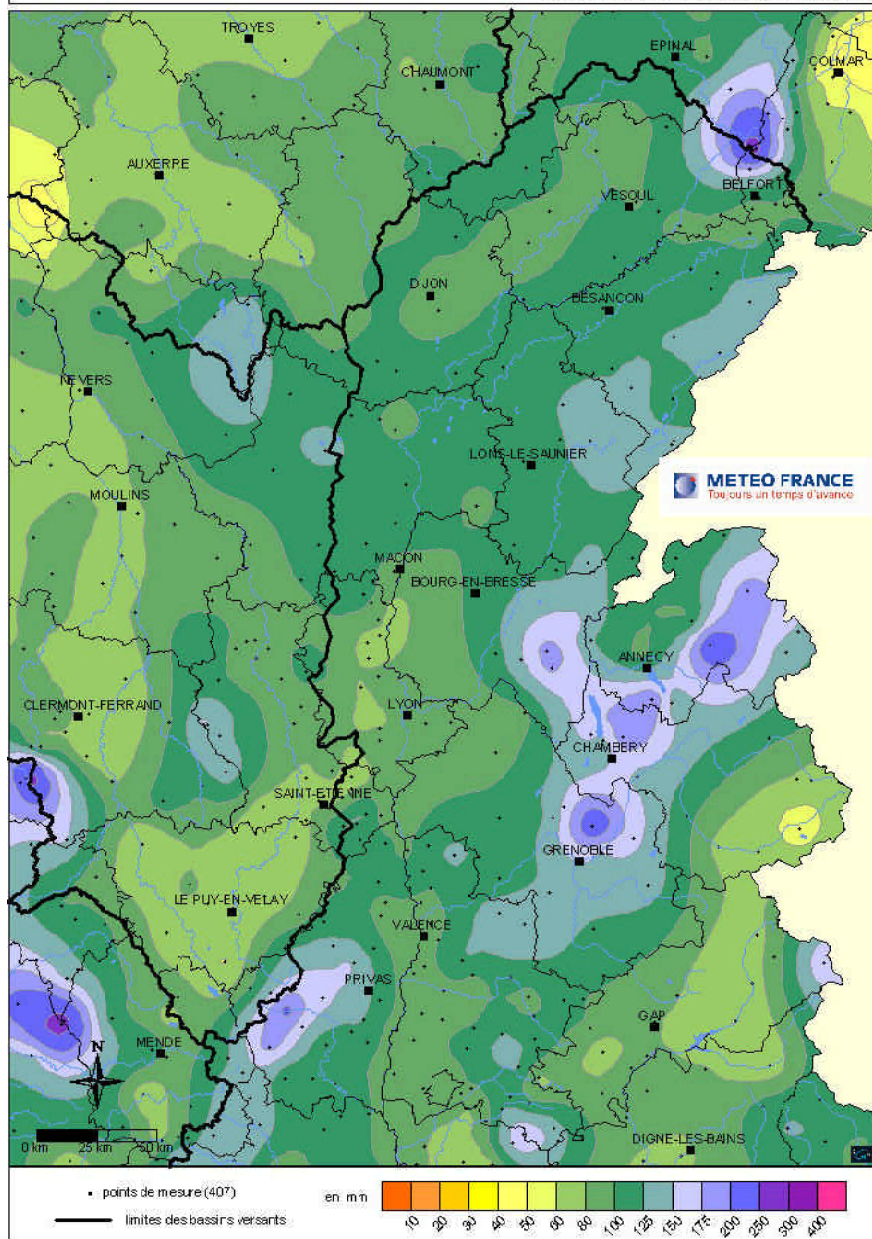 TROYES
EPINAL
COLMAR
CHAUMONT
AUXERRE
VESOUL
BELFORT
DIJON
BESANCON
NEVERS
LONS-LE-SAUNIER
METEO FRANCE
Toujours un temps d'avance
MOULINS
MACON
BOURG-EN-BRESSE
ANNECY
CLERMONT-FERRAND
LYON
CHAMBERY
SAINT-ETIENNE
GRENOBLE
LE PUY-EN-VELAY
VALENCE
PRIVAS
GAP
MENDE
N
0 km 25 km 50 km
DIGNE-LES-BAINS
points de mesure (407)
limites des bassins versants
en mm
10 20 30 40 50 60 80 100 125 150 175 200 250 300 400